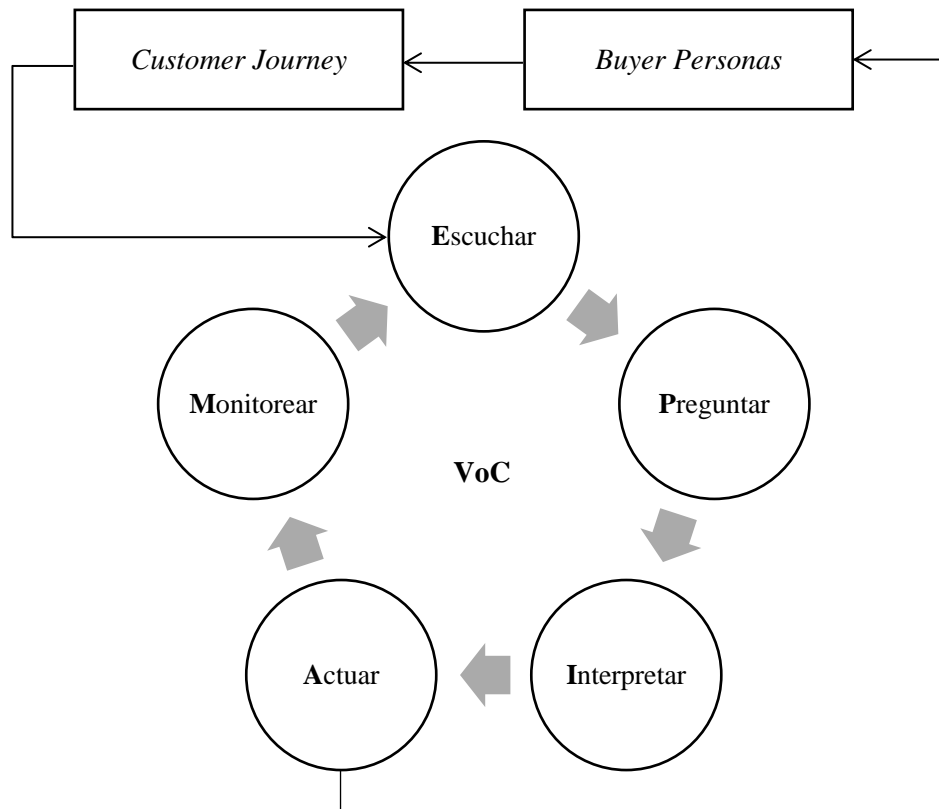 Customer Journey
Buyer Personas
Escuchar
Monitorear
Preguntar
VoC
Actuar
Interpretar